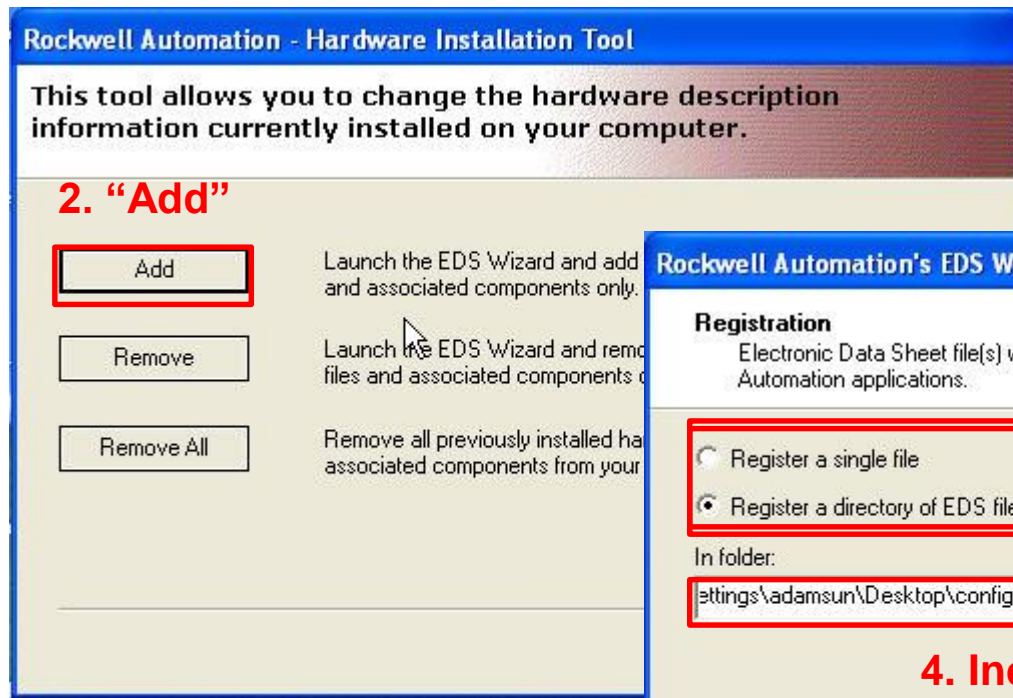 Rockwell Automation - Hardware Installation Tool
This tool allows you to change the hardware description
information currently installed on your computer.
2. “Add”
Add
Launch the EDS Wizard and add
and associated components only.
Remove
Launch the EDS Wizard and
files and associated components
Remove All
Remove all previously installed
associated components from your
Rockwell Automation's EDS
Registration
Electronic Data Sheet file(s)
Automation applications.
Register a single file
Register a directory of EDS
In folder:
ettings\adamsun\Desktop\config
4.